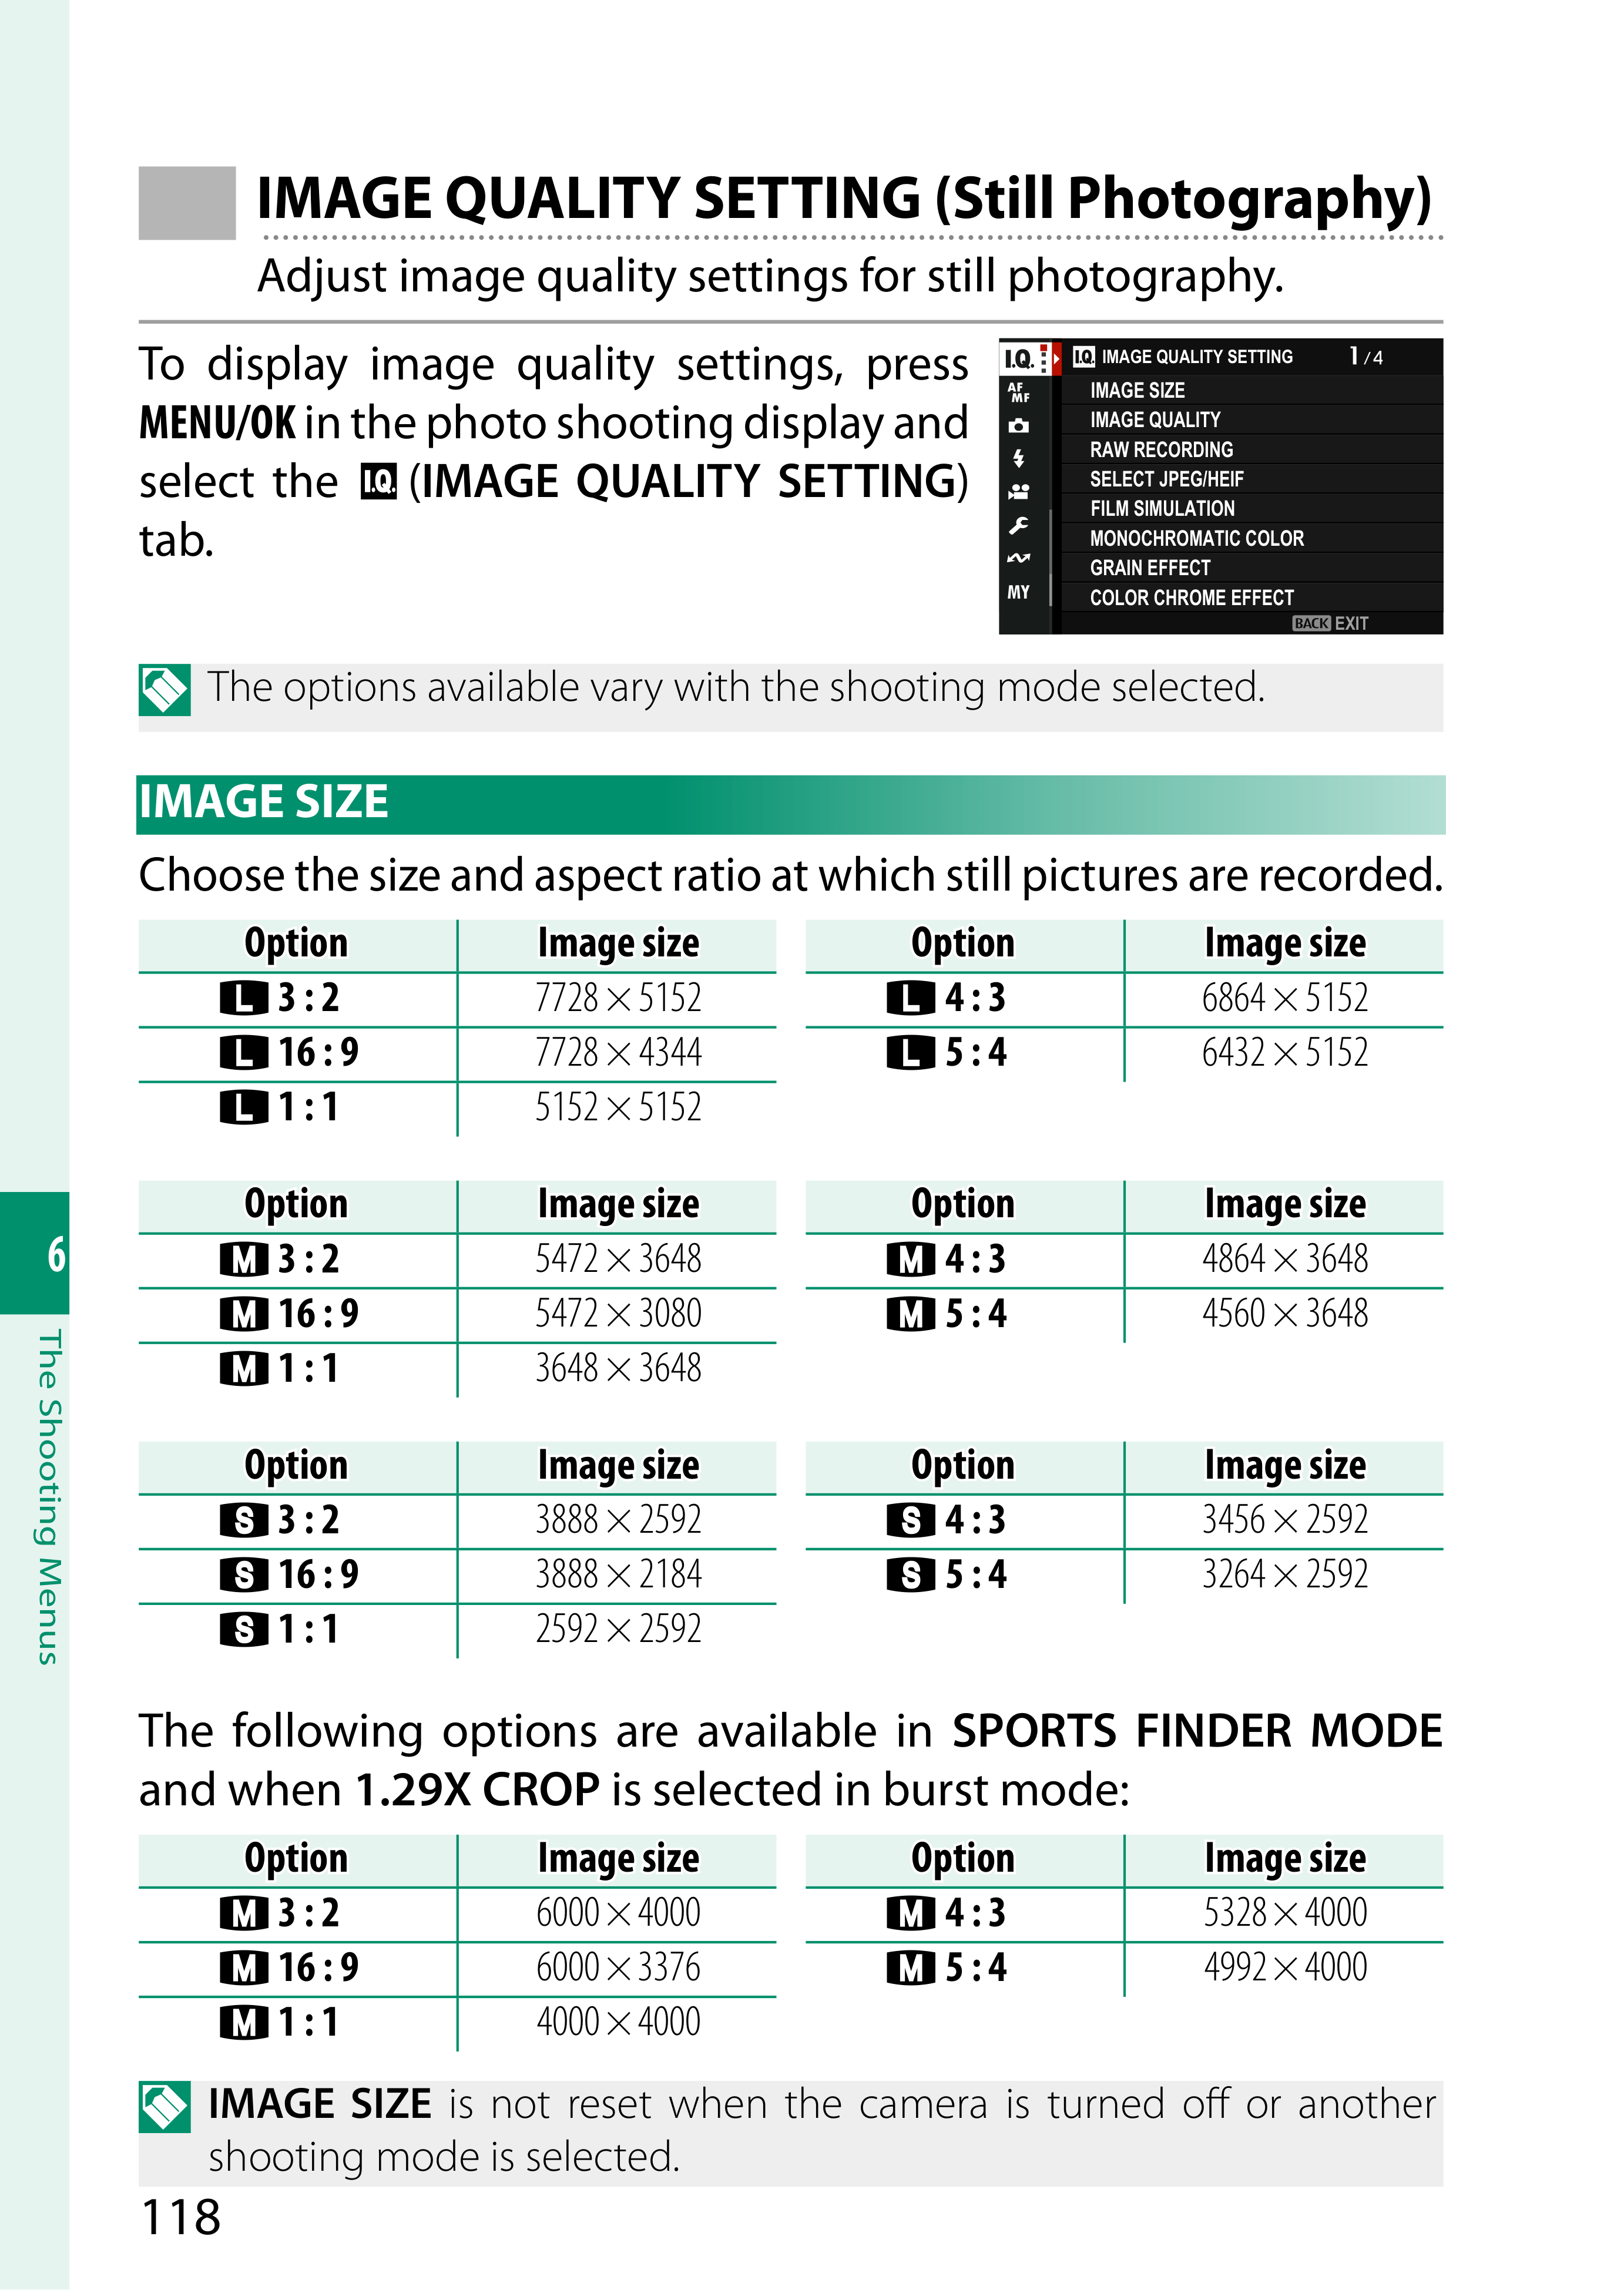 IMAGE QUALITY SETTING (Still Photography)
Adjust image quality settings for still photography.
To display image quality settings, press
MENU/OK in the photo shooting display and
select the I.Q. (IMAGE QUALITY SETTING)
tab.
I.Q. I.Q. IMAGE QUALITY SETTING 1/4
AF MF
MY
IMAGE SIZE
IMAGE QUALITY
RAW RECORDING
SELECT JPEG/HEIF
FILM SIMULATION
MONOCHROMATIC COLOR
GRAIN EFFECT
COLOR CHROME EFFECT
BACK EXIT
The options available vary with the shooting mode selected.
IMAGE SIZE
Choose the size and aspect ratio at which still pictures are recorded.
Option Image size Option Image size
L 3 : 2 7728 × 5152 L 4 : 3 6864 × 5152
L 16 : 9 7728 × 4344 L 5 : 4 6432 × 5152
L 1 : 1 5152 × 5152
Option Image size Option Image size
M 3 : 2 5472 × 3648 M 4 : 3 4864 × 3648
M 16 : 9 5472 × 3080 M 5 : 4 4560 × 3648
M 1 : 1 3648 × 3648
Option Image size Option Image size
S 3 : 2 3888 × 2592 S 4 : 3 3456 × 2592
S 16 : 9 3888 × 2184 S 5 : 4 3264 × 2592
S 1 : 1 2592 × 2592
The following options are available in SPORTS FINDER MODE
and when 1.29X CROP is selected in burst mode:
Option Image size Option Image size
M 3 : 2 6000 × 4000 M 4 : 3 5328 × 4000
M 16 : 9 6000 × 3376 M 5 : 4 4992 × 4000
M 1 : 1 4000 × 4000
IMAGE SIZE is not reset when the camera is turned off or another
shooting mode is selected.
118
6
The Shooting Menus